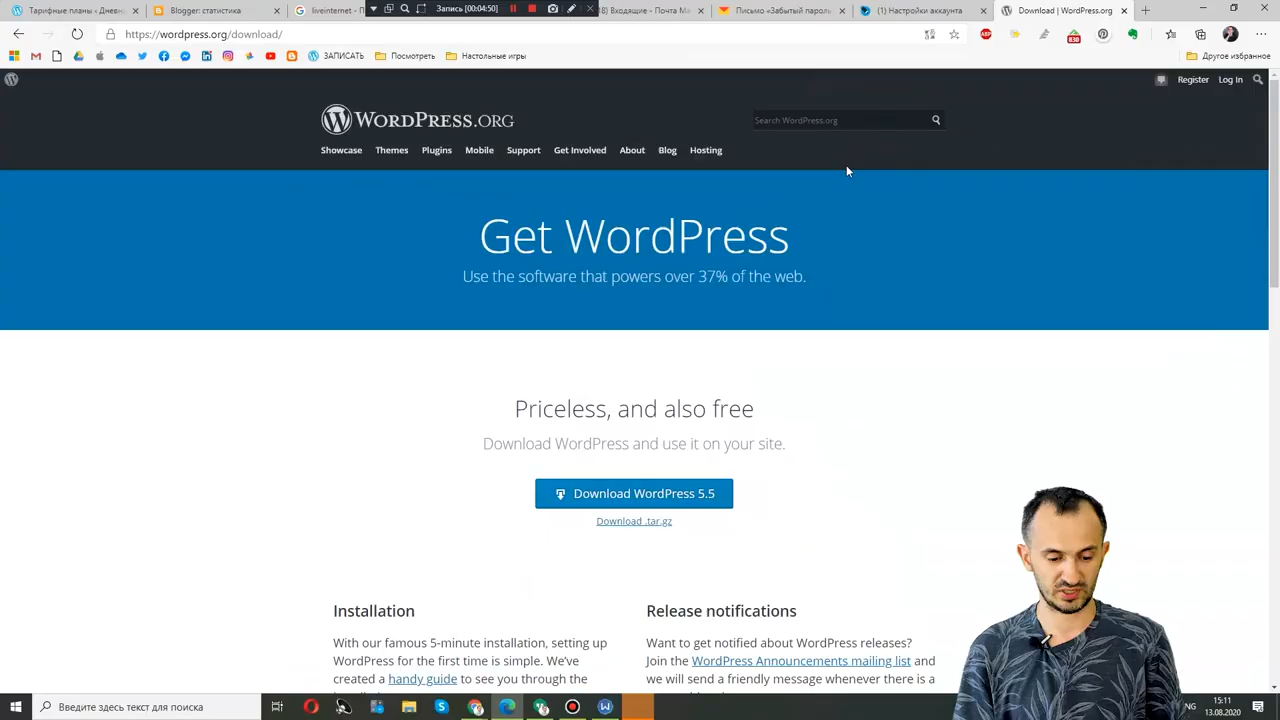 Тарифные планы - Дневн
Blogger: статистика
liveinternet - П
Запись [00:04:50]
8) Входящие - Почта Ma
Письмо «Забытый пароль
(1) Настройки аккаунта
Download | WordPress.org
https://wordpress.org/download/
ABP
830
ЗАПИСАТЬ
Посмотреть
Настольные игры
Другое избранное
Register
Log In
WORDPRESS.ORG
Search WordPress.org
Showcase Themes Plugins Mobile Support Get Involved About Blog Hosting
Get WordPress
Use the software that powers over 37% of the web.
Priceless, and also free
Download WordPress and use it on your site.
Download WordPress 5.5
Download .tar.gz
Installation
With our famous 5-minute installation, setting up
WordPress for the first time is simple. We've
created a handy guide to see you through the
Release notifications
Want to get notified about WordPress releases?
Join the WordPress Announcements mailing list and
we will send a friendly message whenever there is a
Введите здесь текст для поиска
ENG
15:11
13.08.2020